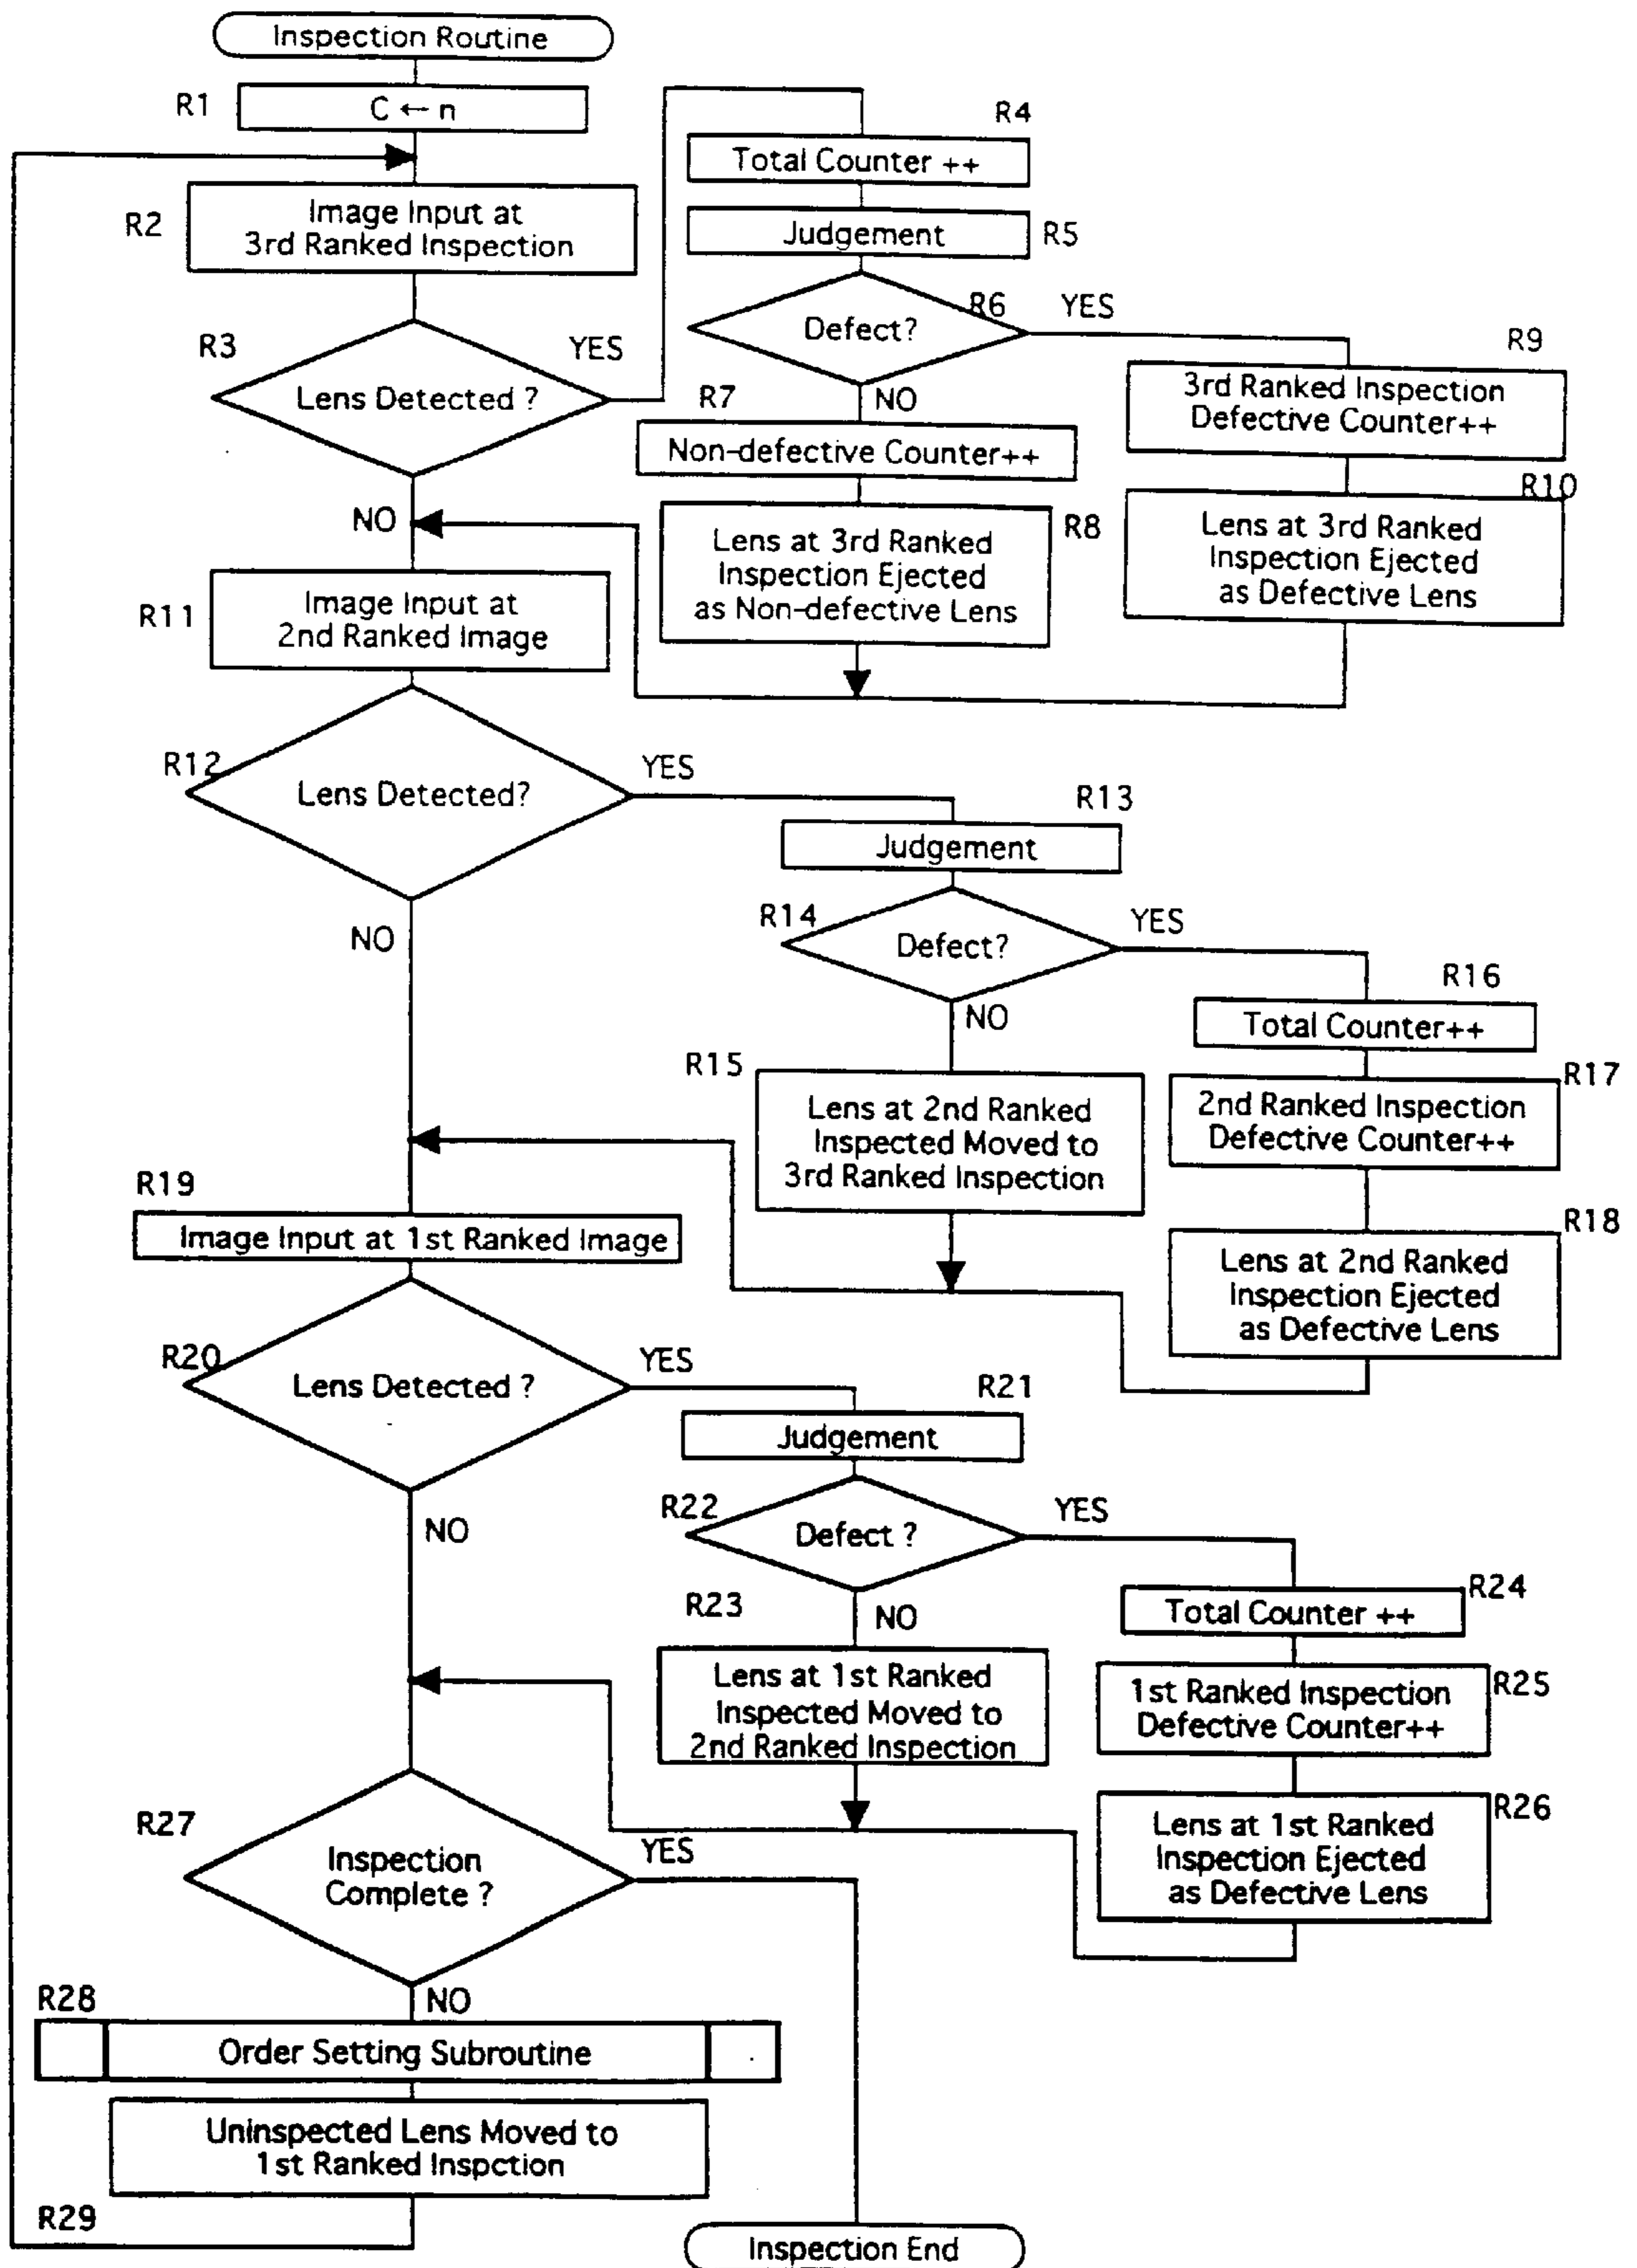 Inspection Routine
R1
C ← n
R2
Image Input at
3rd Ranked Inspection
R3
Lens Detected ?
YES
NO
R4
Total Counter ++
Judgement
R5
R6
Defect?
YES
NO
R7
Non-defective Counter++
R8
Lens at 3rd Ranked
Inspection Ejected
as Non-defective Lens
R9
3rd Ranked Inspection
Defective Counter++
R10
Lens at 3rd Ranked
Inspection Ejected
as Defective Lens
R11
Image Input at
2nd Ranked Image
R12
Lens Detected?
YES
NO
R13
Judgement
R14
Defect?
YES
NO
R15
Lens at 2nd Ranked
Inspected Moved to
3rd Ranked Inspection
R16
Total Counter++
R17
2nd Ranked Inspection
Defective Counter++
R18
Lens at 2nd Ranked
Inspection Ejected
as Defective Lens
R19
Image Input at 1st Ranked Image
R20
Lens Detected ?
YES
NO
R21
Judgement
R22
Defect ?
YES
NO
R23
Lens at 1st Ranked
Inspected Moved to
2nd Ranked Inspection
R24
Total Counter ++
R25
1st Ranked Inspection
Defective Counter++
R26
Lens at 1st Ranked
Inspection Ejected
as Defective Lens
R27
Inspection
Complete ?
YES
NO
R28
Order Setting Subroutine
Uninspected Lens Moved to
1st Ranked Inspction
R29
Inspection End